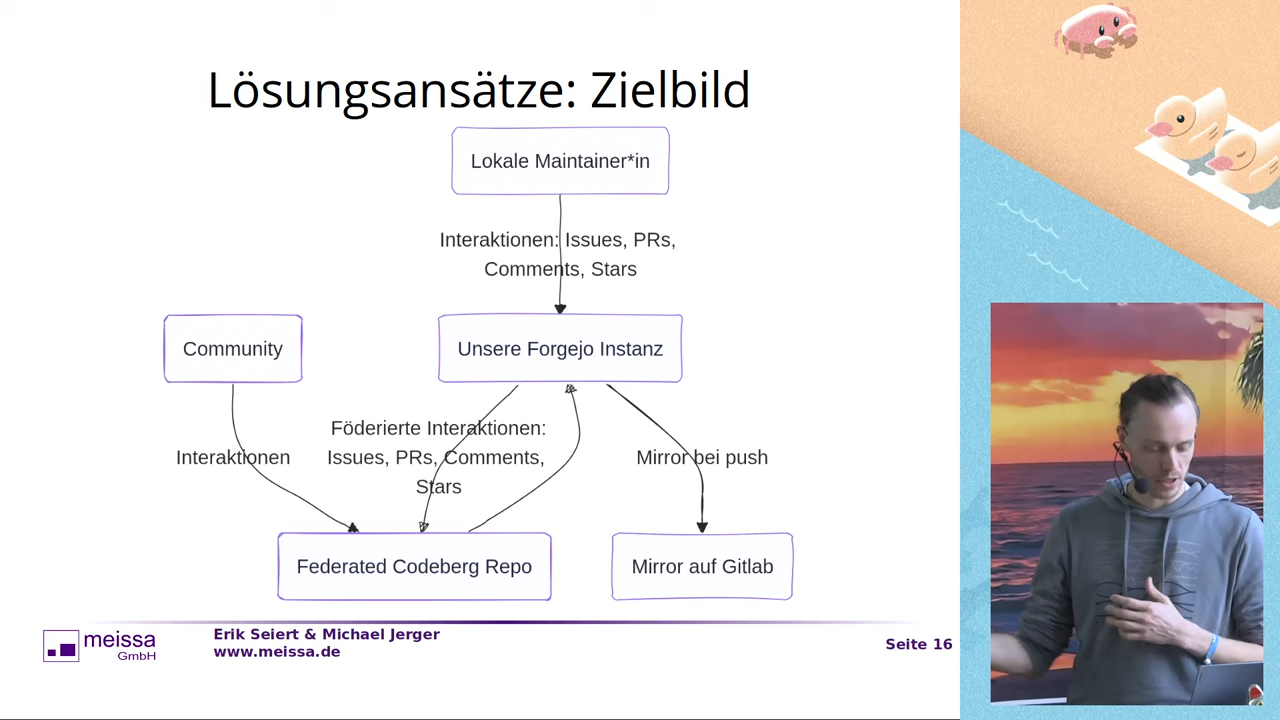 Lösungsansätze: Zielbild
Lokale Maintainer*in
Interaktionen: Issues, PRs,
Comments, Stars
Community
Unsere Forgejo Instanz
Interaktionen
Föderierte Interaktionen:
Issues, PRs, Comments,
Stars
Mirror bei push
Federated Codeberg Repo
Mirror auf Gitlab
meissa
GmbH
Erik Seiert & Michael Jerger
www.meissa.de
Seite 16